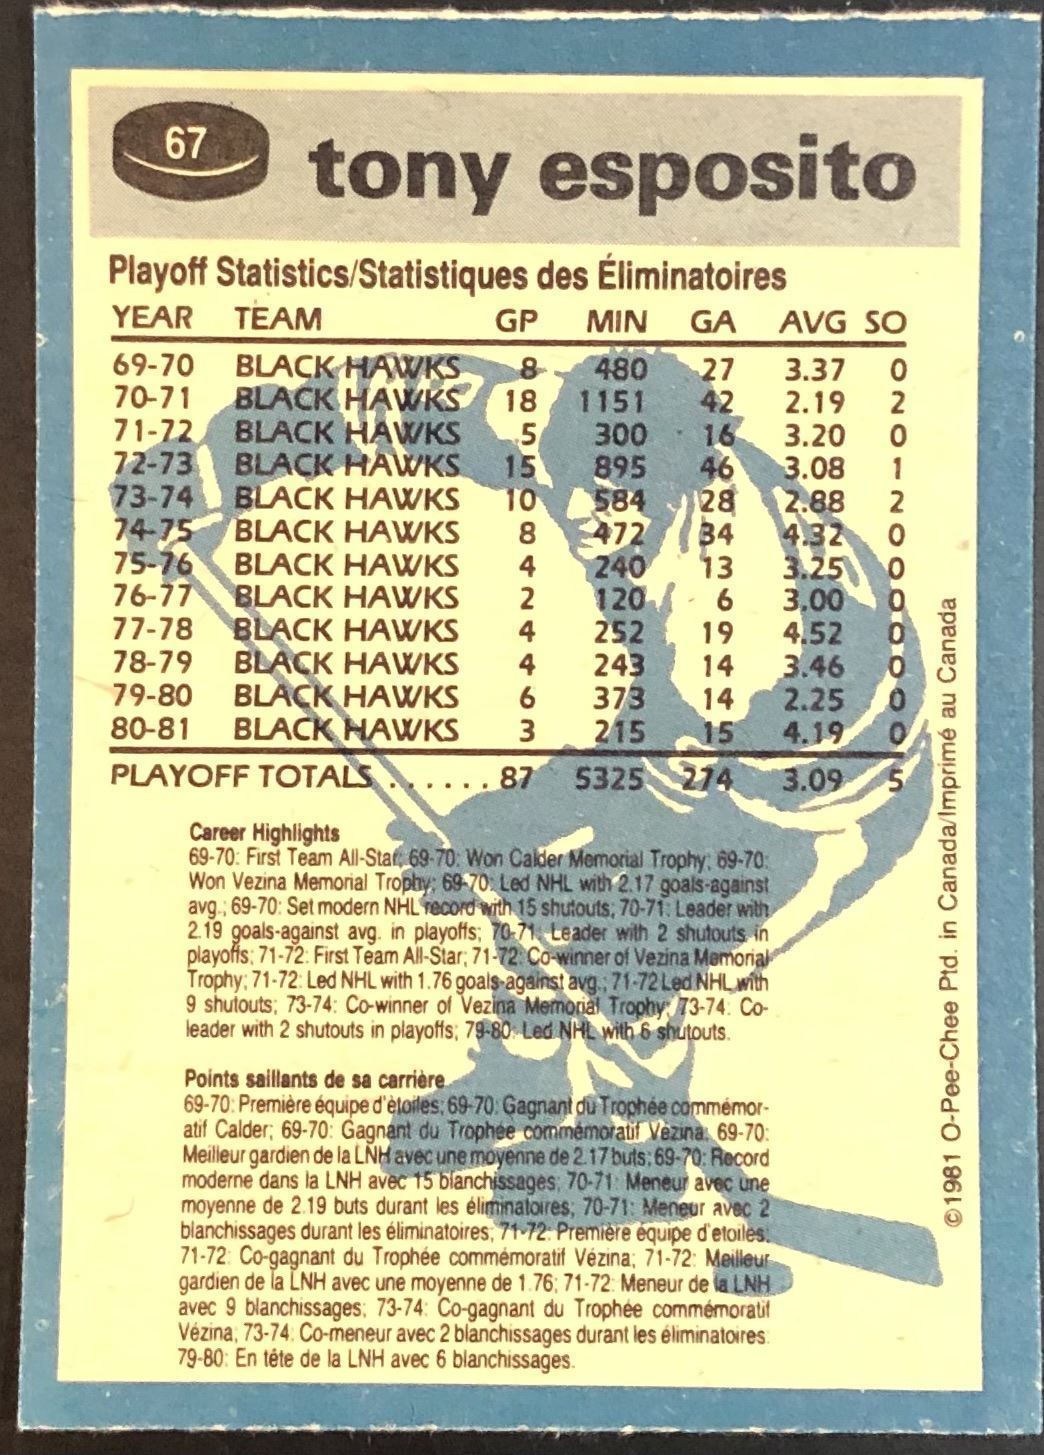 67
tony esposito
Playoff Statistics/Statistiques des Éliminatoires
YEAR TEAM GP MIN GA AVG SO
69-70 BLACK HAWKS 8 480 27 3.37 0
70-71 BLACK HAWKS 18 1151 42 2.19 2
71-72 BLACK HAWKS 5 300 16 3.20 0
72-73 BLACK HAWKS 15 895 46 3.08 1
73-74 BLACK HAWKS 10 584 28 2.88 2
74-75 BLACK HAWKS 8 472 34 4.32 0
75-76 BLACK HAWKS 4 240 13 3.25 0
76-77 BLACK HAWKS 2 120 6 3.00 0
77-78 BLACK HAWKS 4 252 19 4.52 0
78-79 BLACK HAWKS 4 243 14 3.46 0
79-80 BLACK HAWKS 6 373 14 2.25 0
80-81 BLACK HAWKS 3 215 15 4.19 0
PLAYOFF TOTALS ...... 87 5325 274 3.09 5
Career Highlights
69-70: First Team All-Star; 69-70: Won Calder Memorial Trophy; 69-70:
Won Vezina Memorial Trophy; 69-70: Led NHL with 2.17 goals-against
avg.; 69-70: Set modern NHL record with 15 shutouts; 70-71: Leader with
2.19 goals-against avg. in playoffs; 70-71: Leader with 2 shutouts in
playoffs; 71-72: First Team All-Star; 71-72: Co-winner of Vezina Memorial
Trophy; 71-72: Led NHL with 1.76 goals-against avg.; 71-72 Led NHL with
9 shutouts; 73-74: Co-winner of Vezina Memorial Trophy; 73-74: Co-
leader with 2 shutouts in playoffs; 79-80: Led NHL with 6 shutouts.
Points saillants de sa carrière
69-70: Première équipe d'étoiles; 69-70: Gagnant du Trophée commémor-
atif Calder; 69-70: Gagnant du Trophée commémoratif Vézina; 69-70:
Meilleur gardien de la LNH avec une moyenne de 2.17 buts; 69-70: Record
moderne dans la LNH avec 15 blanchissages; 70-71: Meneur avec une
moyenne de 2.19 buts durant les éliminatoires; 70-71: Meneur avec 2
blanchissages durant les éliminatoires; 71-72: Première équipe d'etoiles;
71-72: Co-gagnant du Trophée commémoratif Vézina; 71-72: Meilleur
gardien de la LNH avec une moyenne de 1.76; 71-72: Meneur de la LNH
avec 9 blanchissages; 73-74: Co-gagnant du Trophée commémoratif
Vézina; 73-74: Co-meneur avec 2 blanchissages durant les éliminatoires:
79-80: En tête de la LNH avec 6 blanchissages.
©1981 O-Pee-Chee Ptd. in Canada/Imprimé au Canada